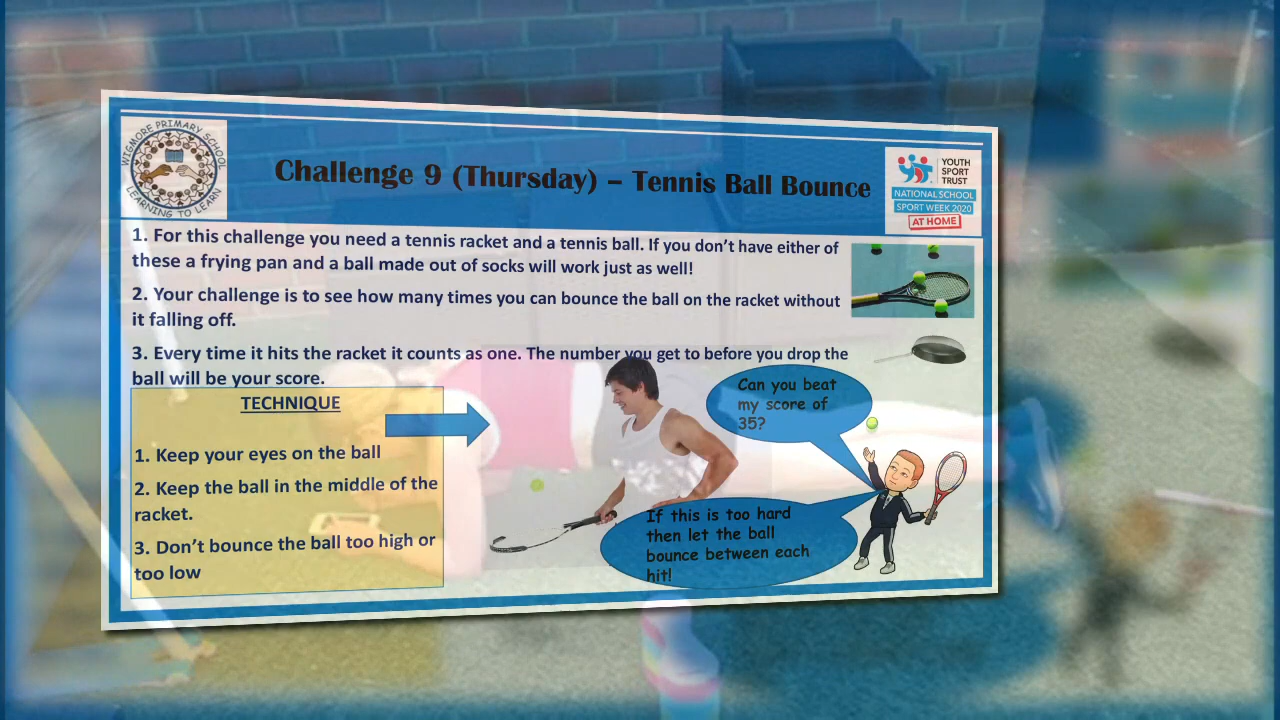 WIGMORE PRIMARY SCHOOL
LEARNING TO LEARN
Challenge 9 (Thursday) – Tennis Ball Bounce
YOUTH
SPORT
TRUST
NATIONAL SCHOOL
SPORT WEEK 2020
AT HOME
1. For this challenge you need a tennis racket and a tennis ball. If you don't have either of
these a frying pan and a ball made out of socks will work just as well!
2. Your challenge is to see how many times you can bounce the ball on the racket without
it falling off.
3. Every time it hits the racket it counts as one. The number you get to before you drop the
ball will be your score.
TECHNIQUE
1. Keep your eyes on the ball
2. Keep the ball in the middle of the
racket.
3. Don't bounce the ball too high or
too low
Can you beat
my score of
35?
If this is too hard
then let the ball
bounce between each
hit!